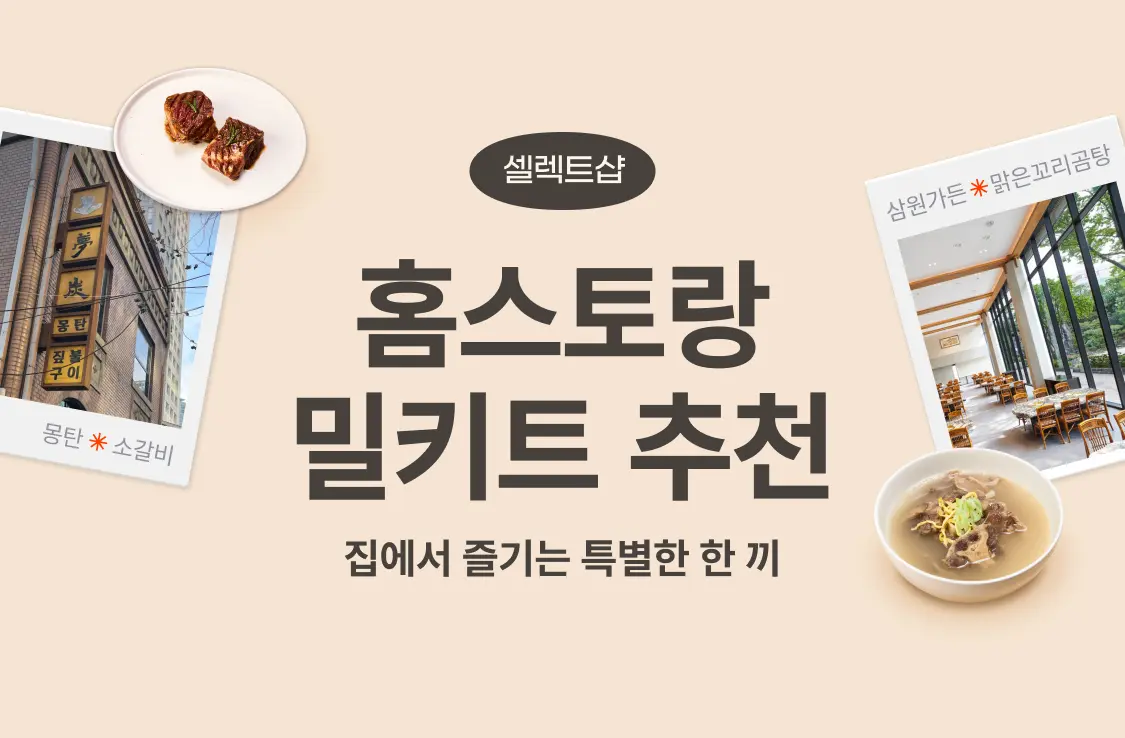 셀렉트샵
홈스토랑
밀키트 추천
집에서 즐기는 특별한 한 끼
夢
炭
몽탄
짚불
구이
몽탄 소갈비
삼원가든 맑은꼬리곰탕